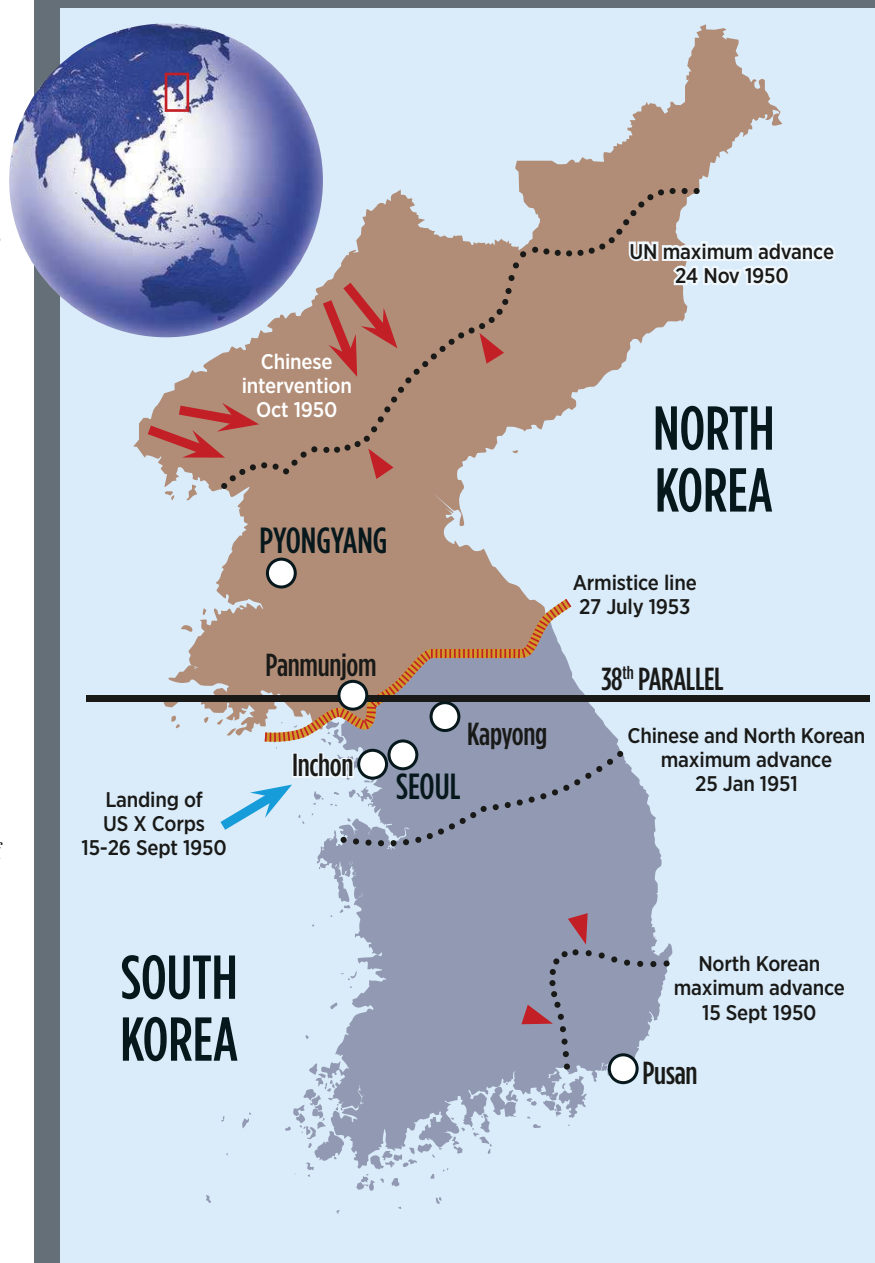 UN maximum advance
24 Nov 1950
Chinese
intervention
Oct 1950
NORTH
KOREA
PYONGYANG
Armistice line
27 July 1953
Panmunjom
38th PARALLEL
Kapyong
Chinese and North Korean
maximum advance
25 Jan 1951
Inchon
SEOUL
Landing of
US X Corps
15-26 Sept 1950
SOUTH
KOREA
North Korean
maximum advance
15 Sept 1950
Pusan